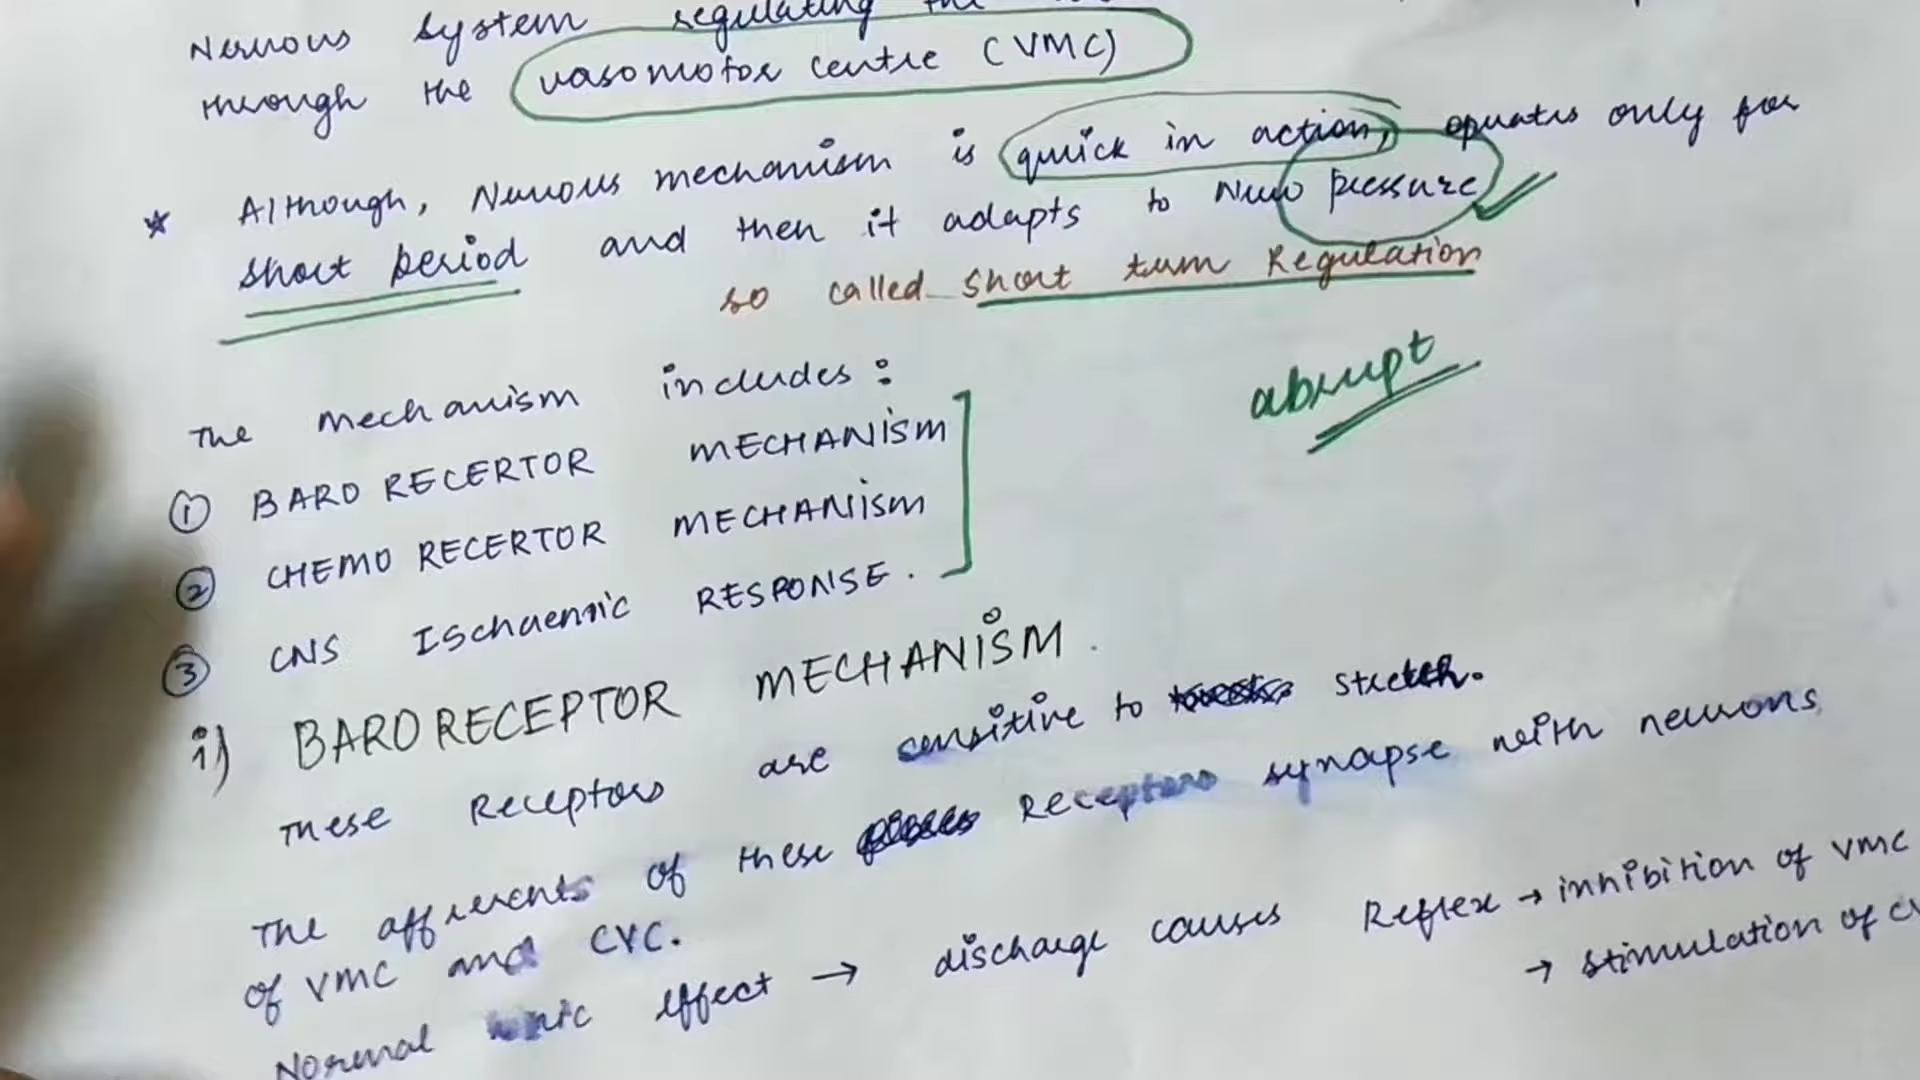 Nervous system regulating the
through the vasomotor centre (VMC)
* Although, Nervous mechanism is quick in action, operates only for
short period and then it adapts to New pressure
so called short term Regulation
abrupt
The mechanism includes:
① BARO RECERTOR MECHANISM
② CHEMO RECERTOR MECHANISM
③ CNS Ischaemic RESPONSE.
i) BARORECEPTOR MECHANISM.
These Receptors are sensitive to stretch.
The afferents of these Receptors synapse with neurons
of VMC and CVC.
Normal tonic effect → discharge causes Reflex → inhibition of VMC
→ stimulation of